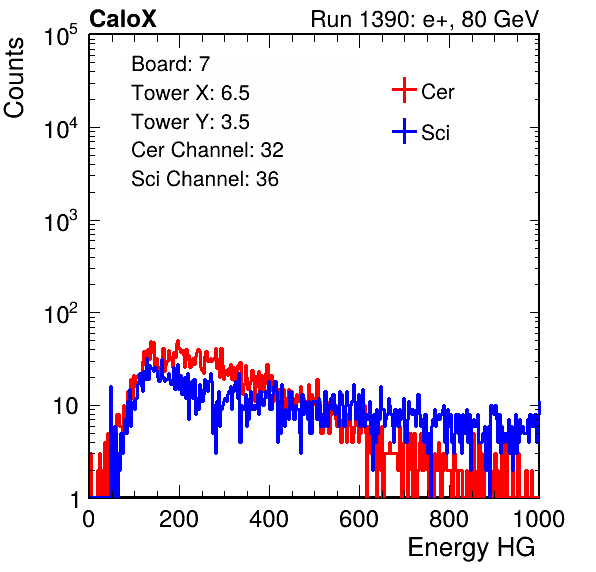 CaloX Run 1390: e+, 80 GeV
Counts
Board: 7
Tower X: 6.5
Tower Y: 3.5
Cer Channel: 32
Sci Channel: 36
Cer
Sci
10^5
10^4
10^3
10^2
10
1
0 200 400 600 800 1000
Energy HG